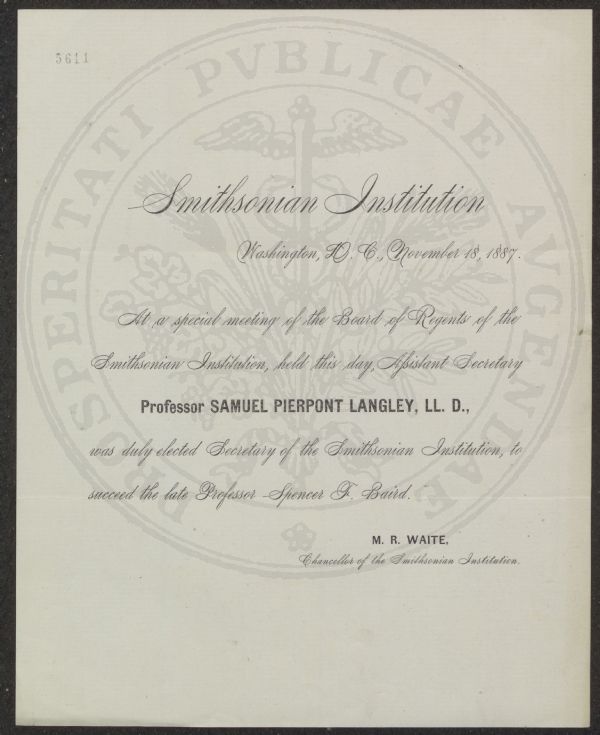 3611
PROSPERITATI PVBLICAE AVGENDAE
Smithsonian Institution
Washington, D. C., November 18, 1887.
At a special meeting of the Board of Regents of the
Smithsonian Institution, held this day, Assistant Secretary
Professor SAMUEL PIERPONT LANGLEY, LL. D.,
was duly elected Secretary of the Smithsonian Institution, to
succeed the late Professor Spencer F. Baird.
M. R. WAITE,
Chancellor of the Smithsonian Institution.